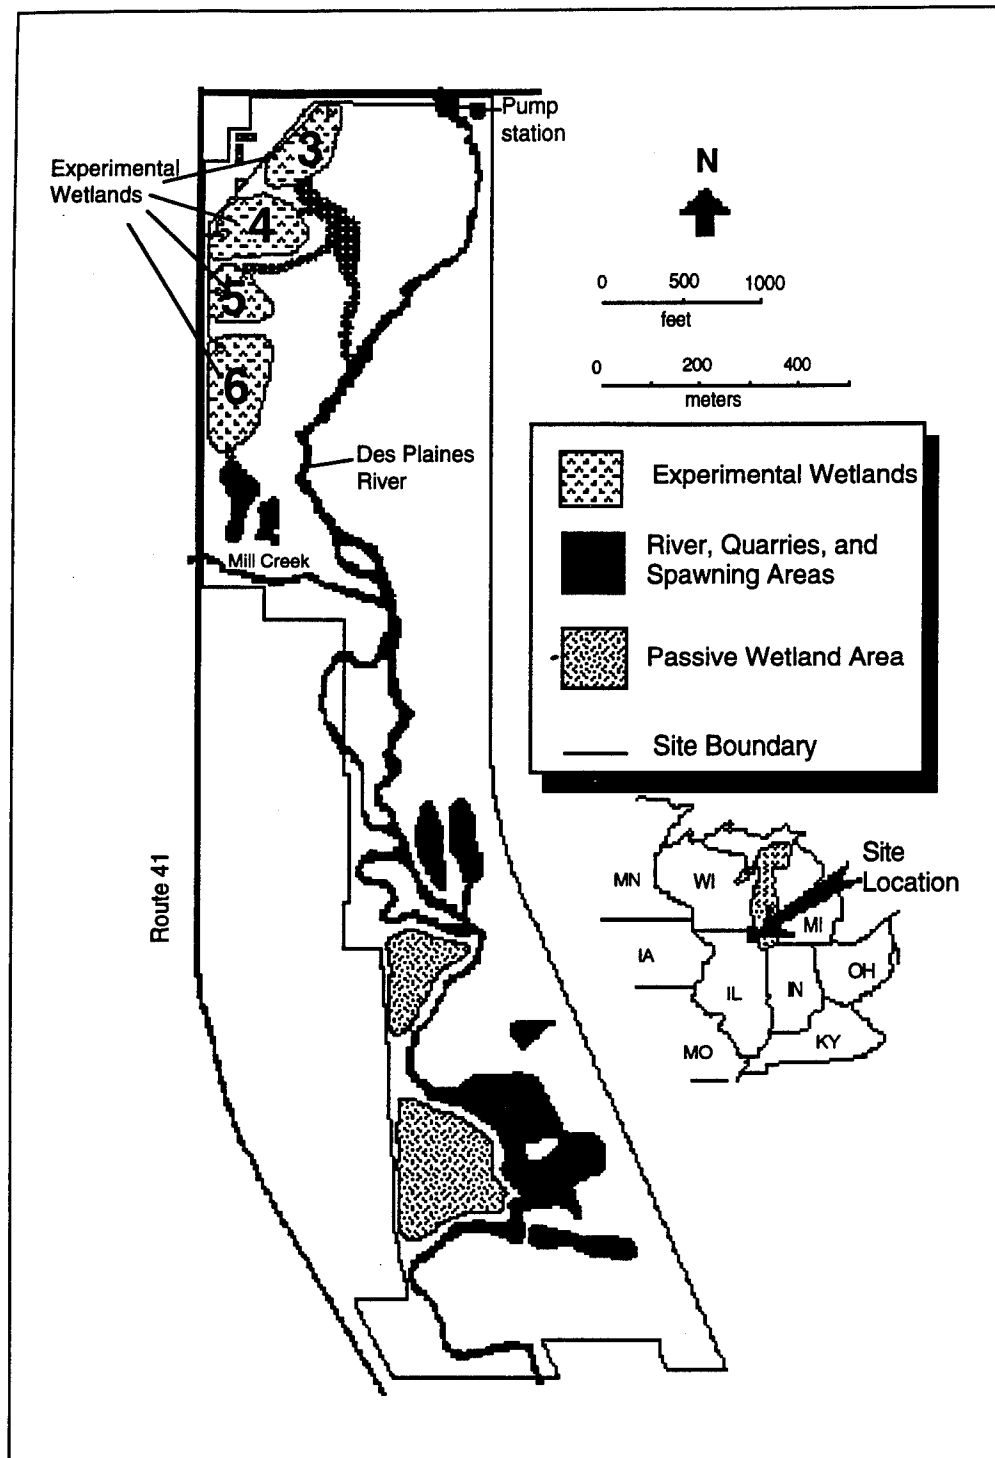 Pump
station
Experimental
Wetlands
3
4
5
6
N
0 500 1000
feet
0 200 400
meters
Des Plaines
River
Mill Creek
Experimental Wetlands
River, Quarries, and
Spawning Areas
Passive Wetland Area
Site Boundary
Route 41
Site
Location
MN
WI
MI
IA
IL
IN
OH
MO
KY